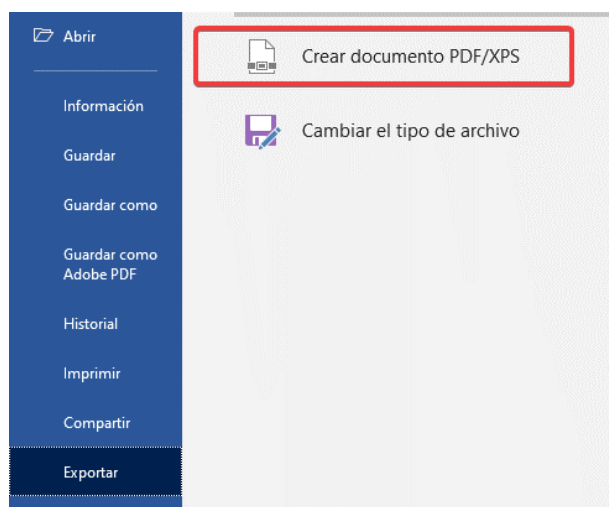 Abrir
Información
Guardar
Guardar como
Guardar como
Adobe PDF
Historial
Imprimir
Compartir
Exportar
Crear documento PDF/XPS
Cambiar el tipo de archivo